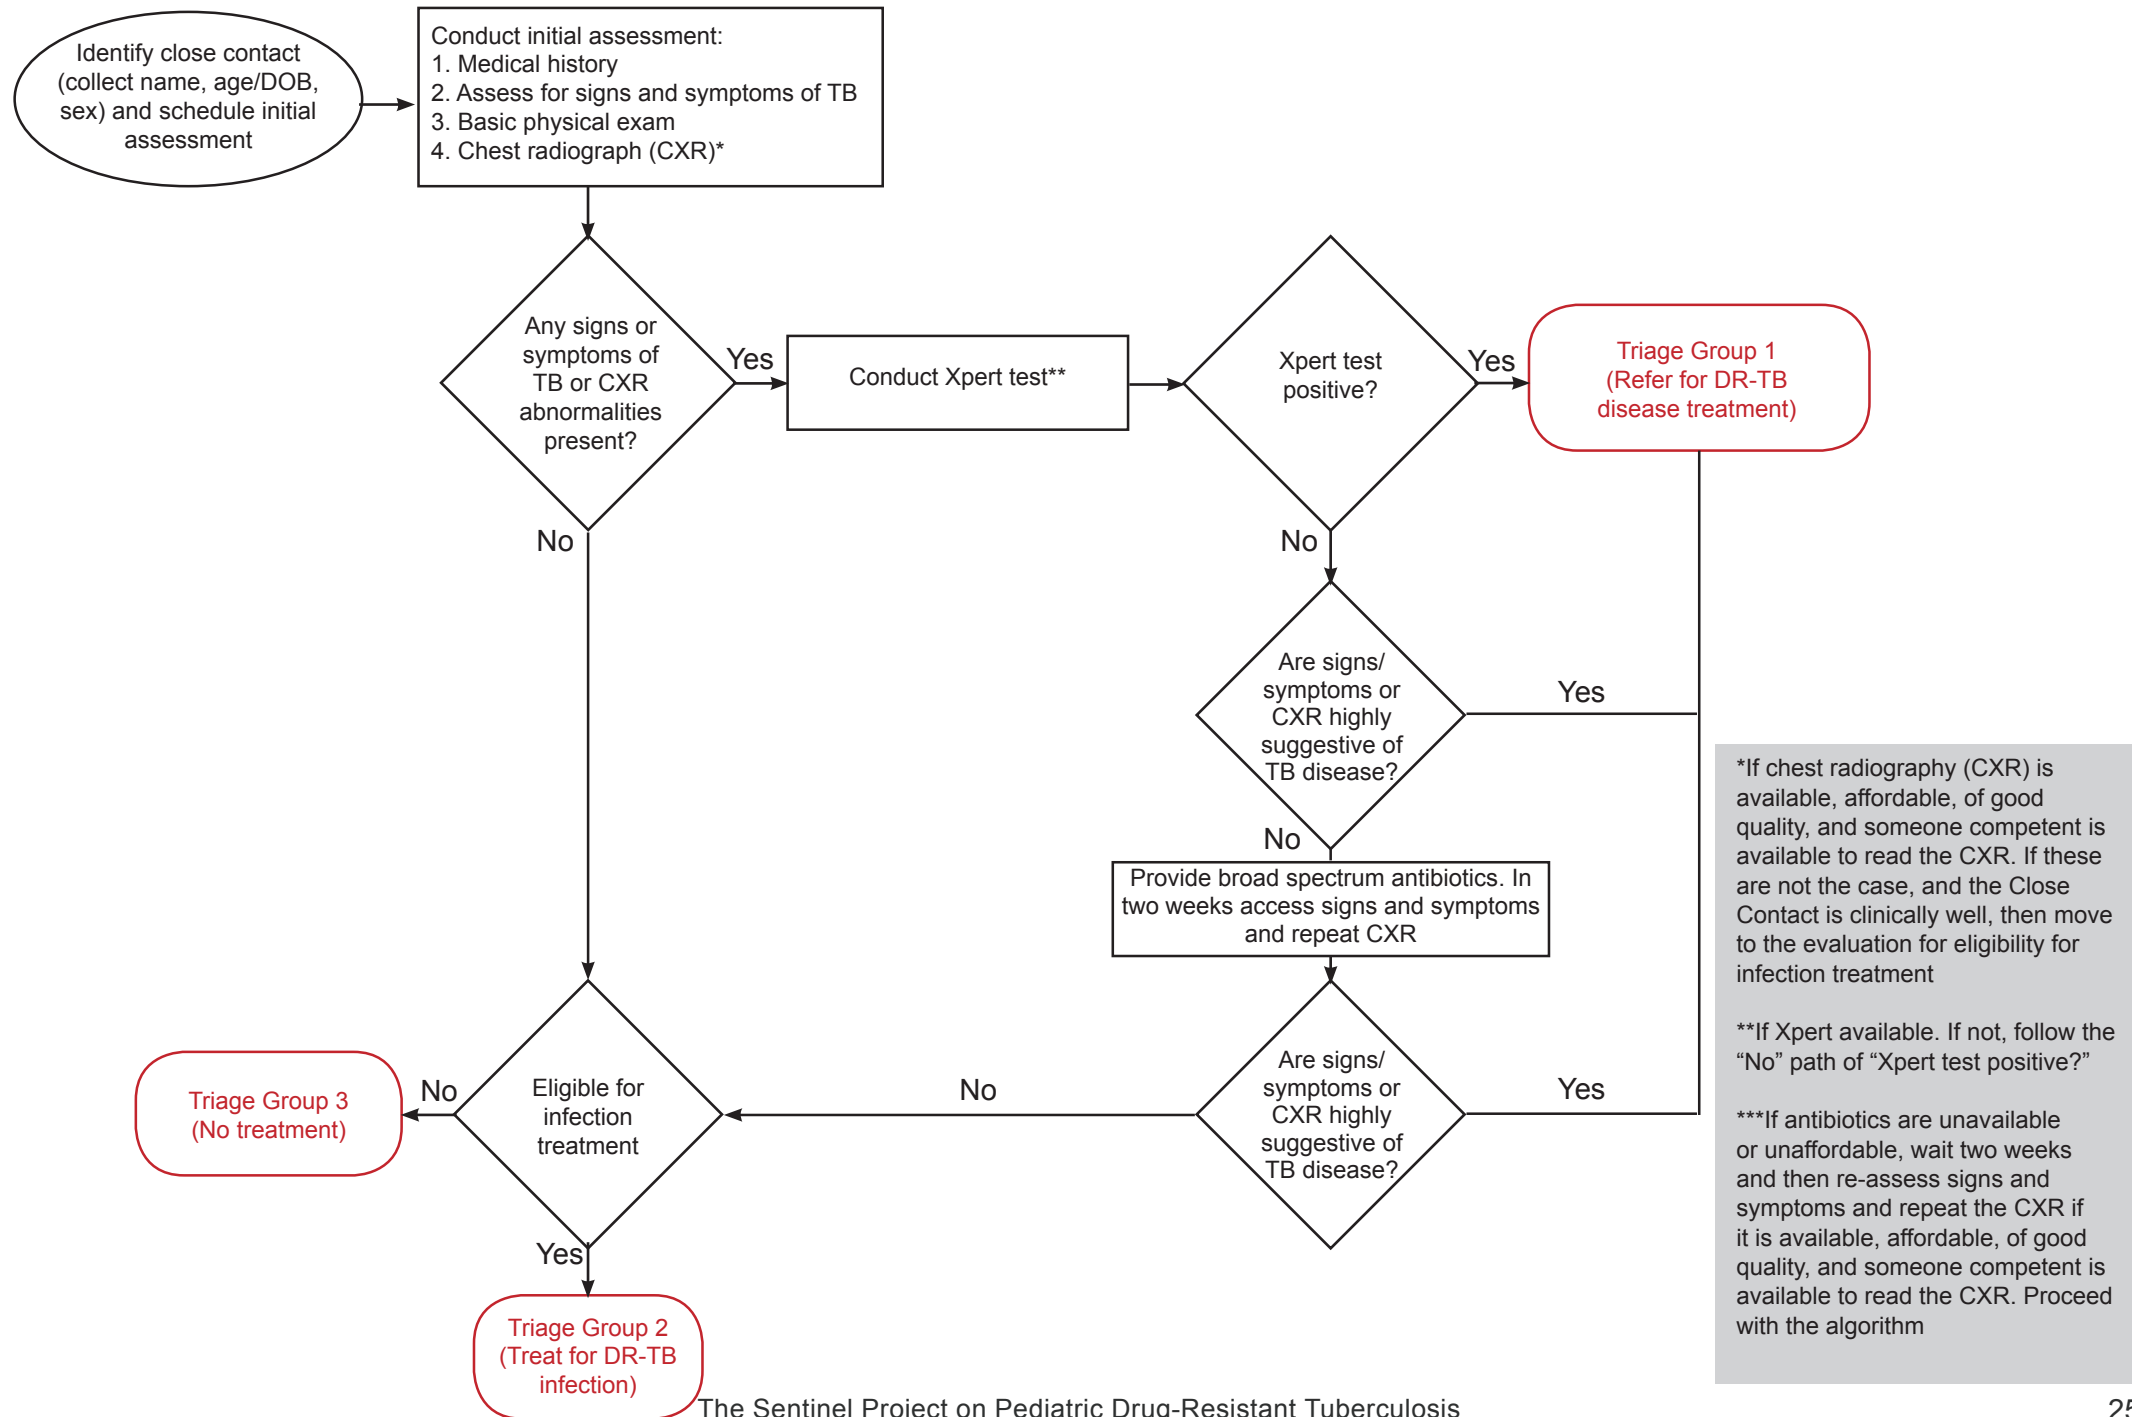 Identify close contact
(collect name, age/DOB,
sex) and schedule initial
assessment
Conduct initial assessment:
1. Medical history
2. Assess for signs and symptoms of TB
3. Basic physical exam
4. Chest radiograph (CXR)*
Any signs or
symptoms of
TB or CXR
abnormalities
present?
Yes
No
Conduct Xpert test**
Xpert test
positive?
Yes
No
Triage Group 1
(Refer for DR-TB
disease treatment)
Are signs/
symptoms or
CXR highly
suggestive of
TB disease?
Yes
No
Provide broad spectrum antibiotics. In
two weeks access signs and symptoms
and repeat CXR
Are signs/
symptoms or
CXR highly
suggestive of
TB disease?
Yes
No
Eligible for
infection
treatment
No
Yes
Triage Group 3
(No treatment)
Triage Group 2
(Treat for DR-TB
infection)
*If chest radiography (CXR) is
available, affordable, of good
quality, and someone competent is
available to read the CXR. If these
are not the case, and the Close
Contact is clinically well, then move
to the evaluation for eligibility for
infection treatment
**If Xpert available. If not, follow the
“No” path of “Xpert test positive?”
***If antibiotics are unavailable
or unaffordable, wait two weeks
and then re-assess signs and
symptoms and repeat the CXR if
it is available, affordable, of good
quality, and someone competent is
available to read the CXR. Proceed
with the algorithm
The Sentinel Project on Pediatric Drug-Resistant Tuberculosis
25